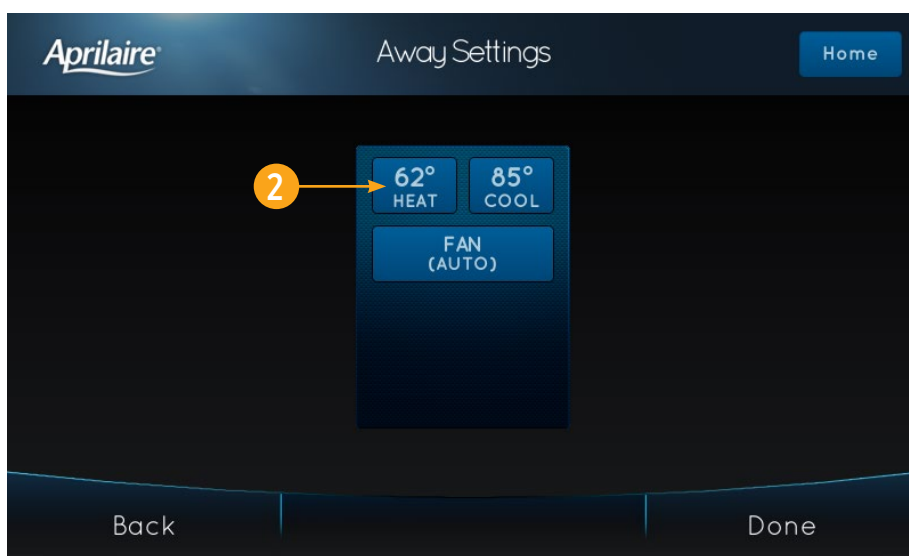 Aprilaire®
Away Settings
Home
2
62° 85°
HEAT COOL
FAN
(AUTO)
Back
Done